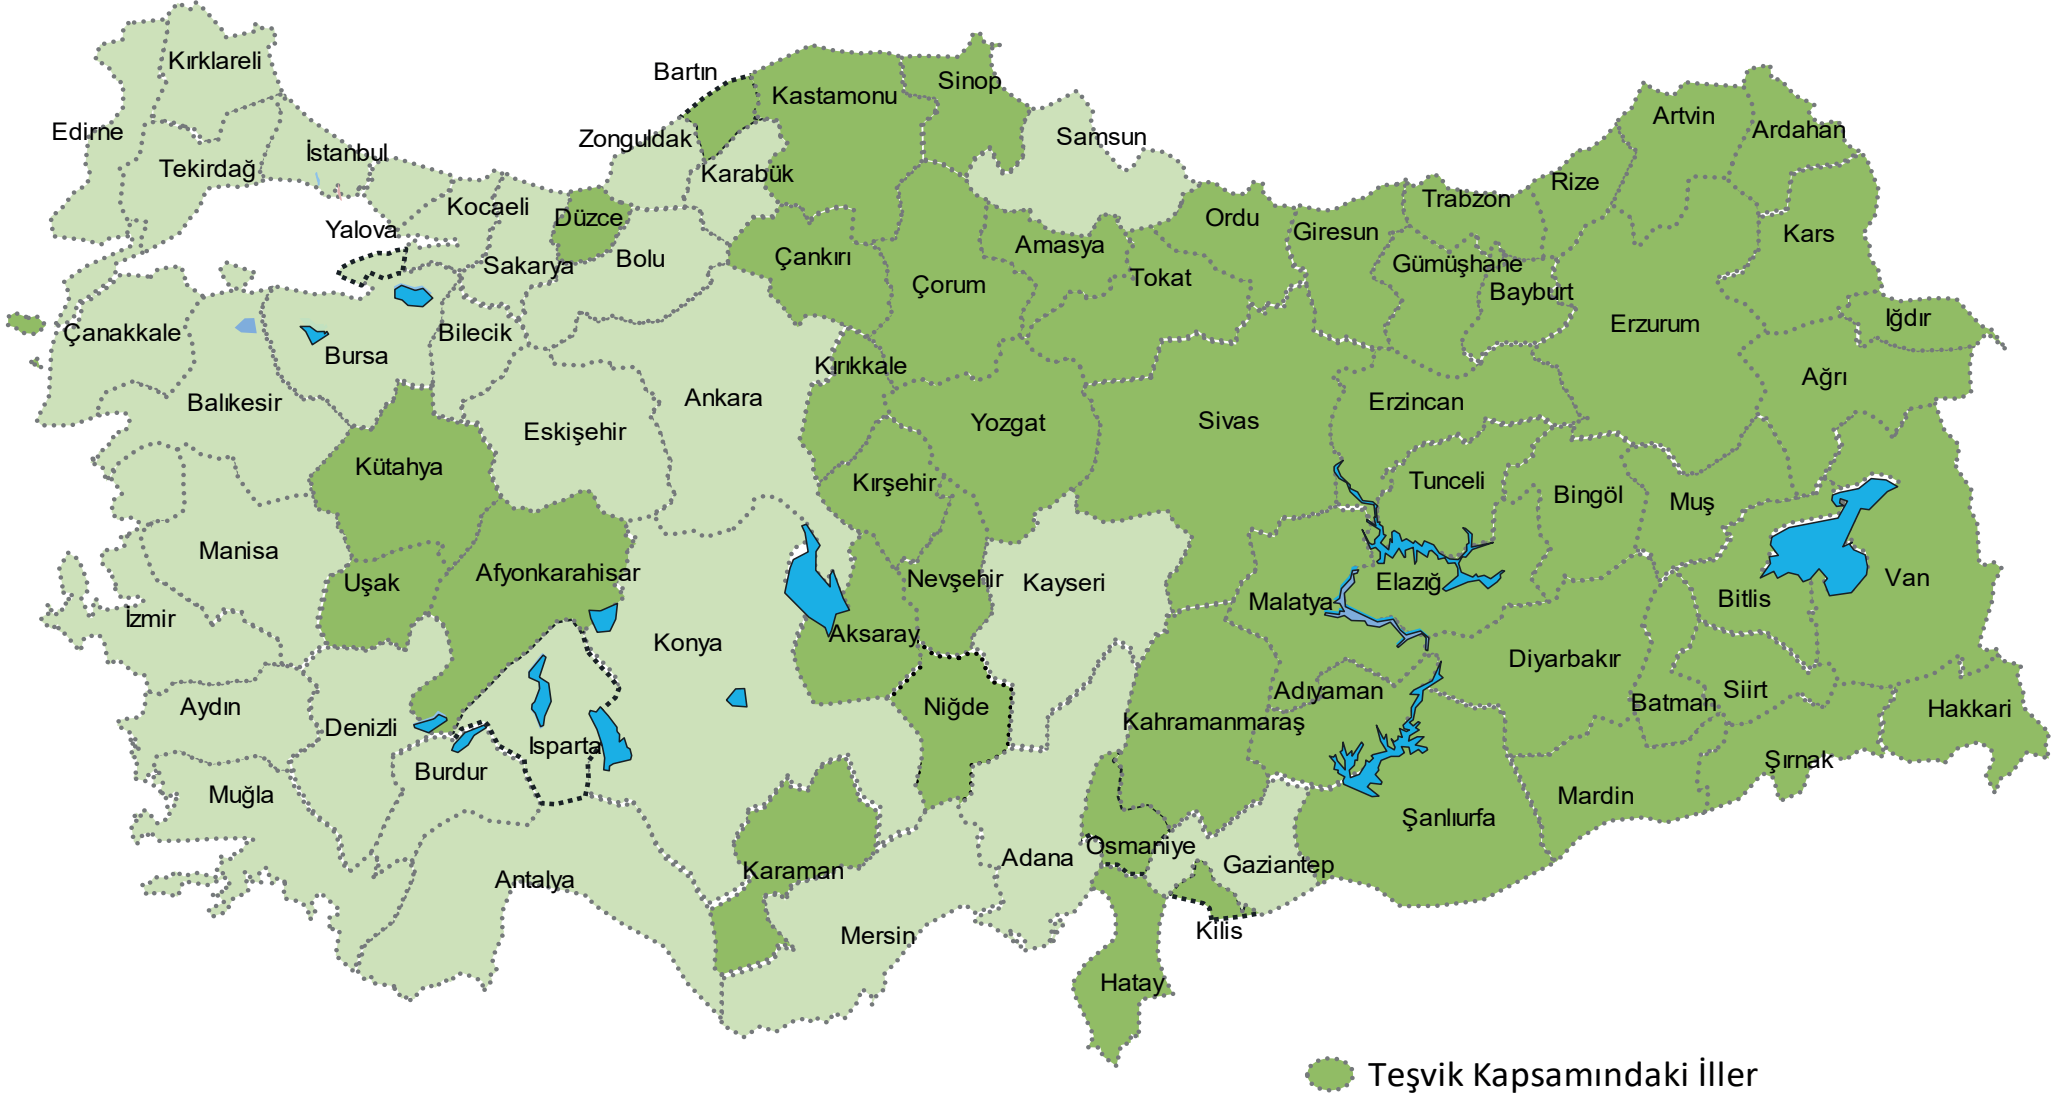 Kırklareli
Bartın
Sinop
Kastamonu
Artvin
Edirne
Ardahan
Zonguldak
Samsun
İstanbul
Tekirdağ
Karabük
Rize
Trabzon
Kocaeli
Düzce
Ordu
Yalova
Giresun
Kars
Amasya
Çankırı
Bolu
Sakarya
Gümüşhane
Tokat
Çorum
Bayburt
Iğdır
Erzurum
Çanakkale
Bilecik
Bursa
Kırıkkale
Ağrı
Ankara
Balıkesir
Erzincan
Sivas
Yozgat
Eskişehir
Kütahya
Kırşehir
Tunceli
Bingöl
Muş
Manisa
Afyonkarahisar
Uşak
Nevşehir
Kayseri
Elazığ
Van
Malatya
Bitlis
İzmir
Konya
Aksaray
Diyarbakır
Adıyaman
Siirt
Batman
Aydın
Niğde
Hakkari
Kahramanmaraş
Denizli
Isparta
Burdur
Şırnak
Muğla
Mardin
Şanlıurfa
Osmaniye
Adana
Gaziantep
Karaman
Antalya
Kilis
Mersin
Hatay
Teşvik Kapsamındaki İller